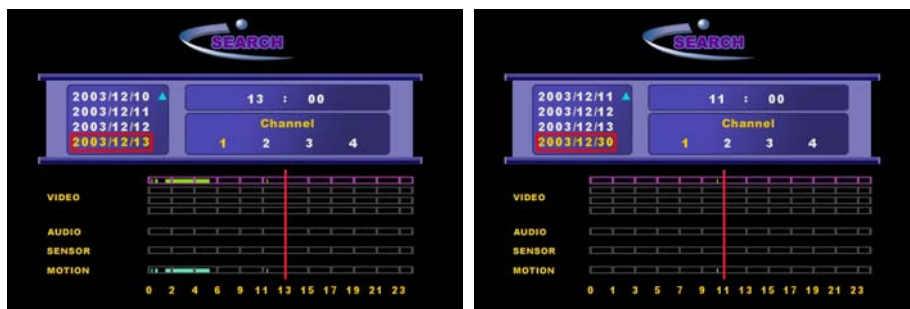 SEARCH
2003/12/10
2003/12/11
2003/12/12
2003/12/13
13 : 00
Channel
1 2 3 4
VIDEO
AUDIO
SENSOR
MOTION
0 2 4 6 9 11 13 15 17 19 21 23
SEARCH
2003/12/11
2003/12/12
2003/12/13
2003/12/30
11 : 00
Channel
1 2 3 4
VIDEO
AUDIO
SENSOR
MOTION
0 1 3 5 7 9 11 13 15 17 19 21 23